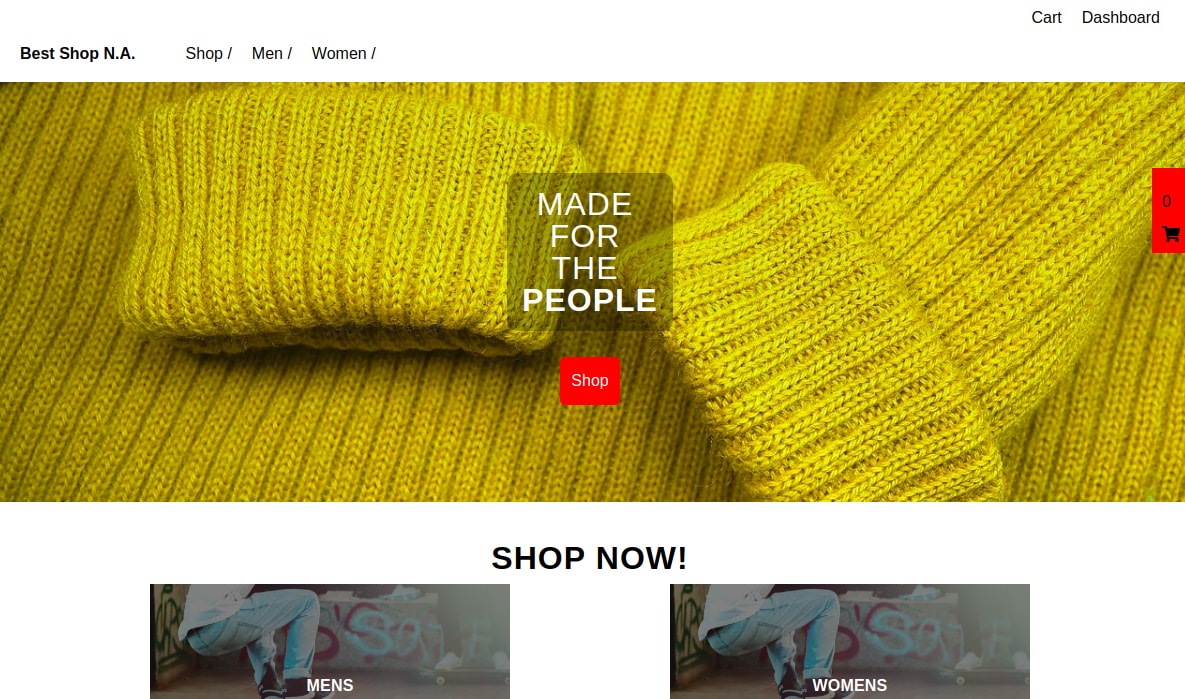 Cart Dashboard
Best Shop N.A. Shop / Men / Women /
MADE
FOR
THE
PEOPLE
0
Shop
SHOP NOW!
MENS WOMENS